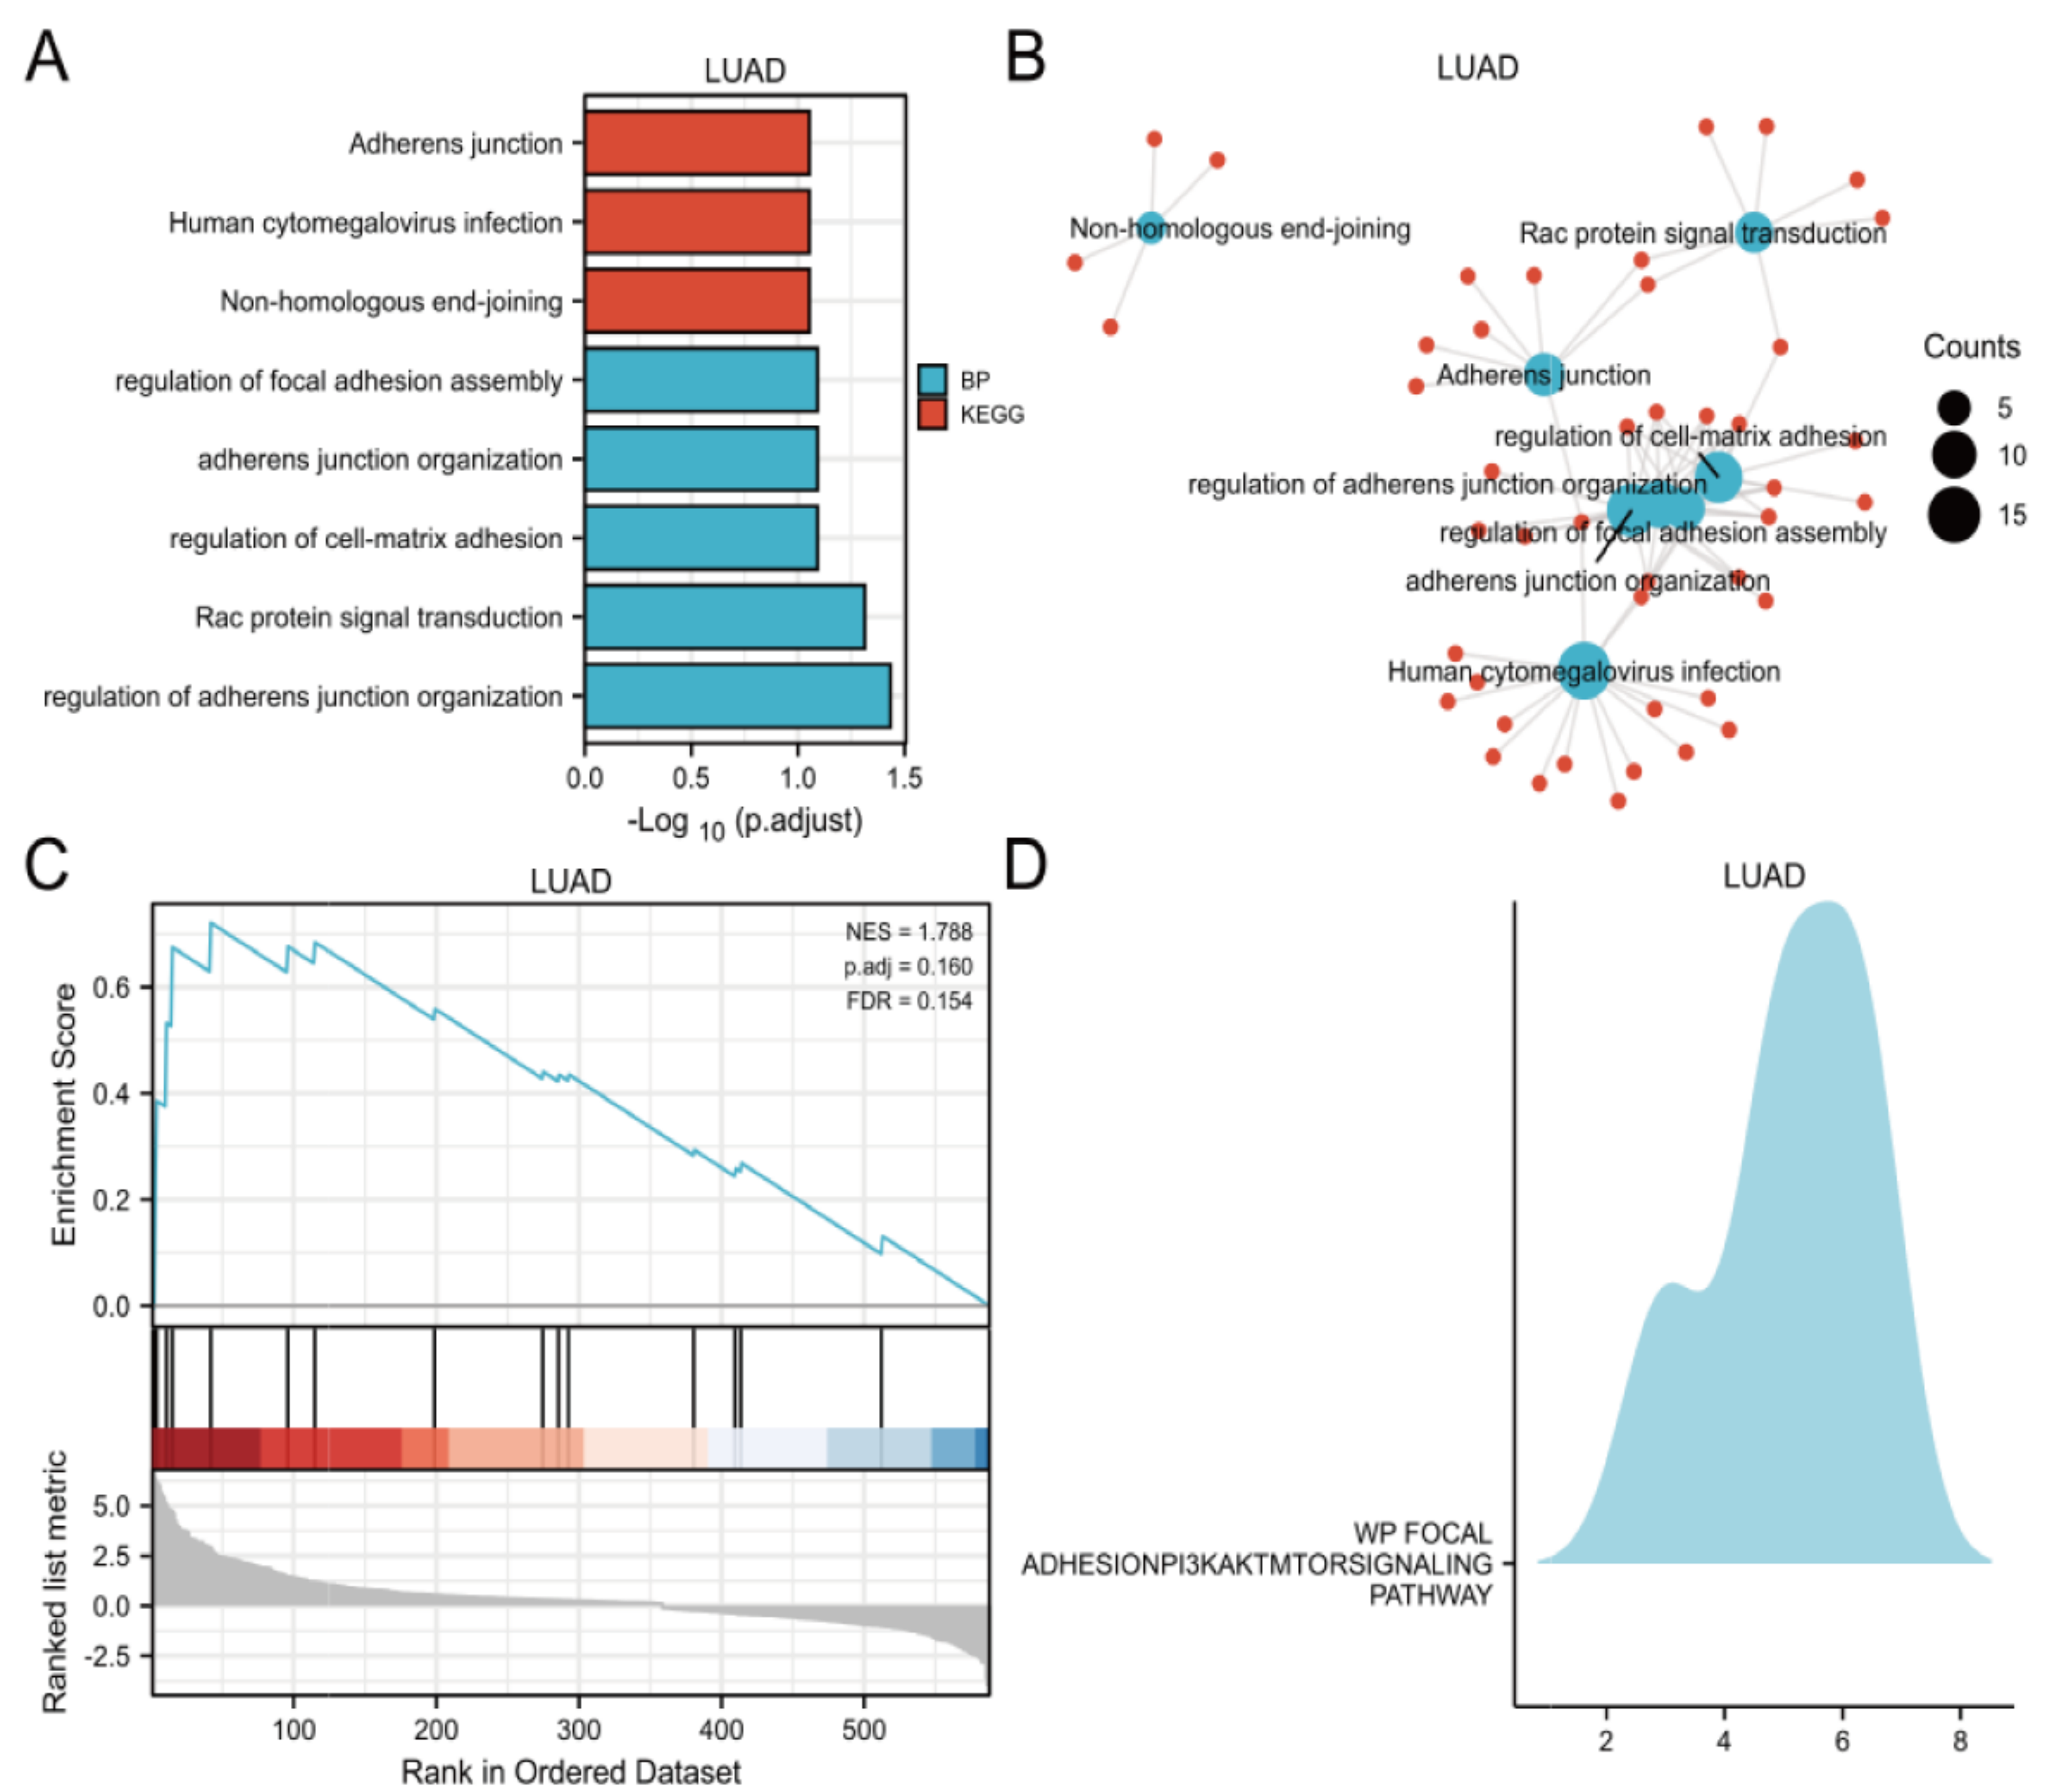 A
LUAD
Adherens junction
Human cytomegalovirus infection
Non-homologous end-joining
regulation of focal adhesion assembly
adherens junction organization
regulation of cell-matrix adhesion
Rac protein signal transduction
regulation of adherens junction organization
BP
KEGG
0.0 0.5 1.0 1.5
-Log 10 (p.adjust)
B
LUAD
Non-homologous end-joining
Rac protein signal transduction
Adherens junction
regulation of cell-matrix adhesion
regulation of adherens junction organization
regulation of focal adhesion assembly
adherens junction organization
Human cytomegalovirus infection
Counts
5
10
15
C
LUAD
NES = 1.788
p.adj = 0.160
FDR = 0.154
Enrichment Score
0.6
0.4
0.2
0.0
Ranked list metric
5.0
2.5
0.0
-2.5
100 200 300 400 500
Rank in Ordered Dataset
D
LUAD
WP FOCAL
ADHESIONPI3KAKTMTORSIGNALING
PATHWAY
2 4 6 8